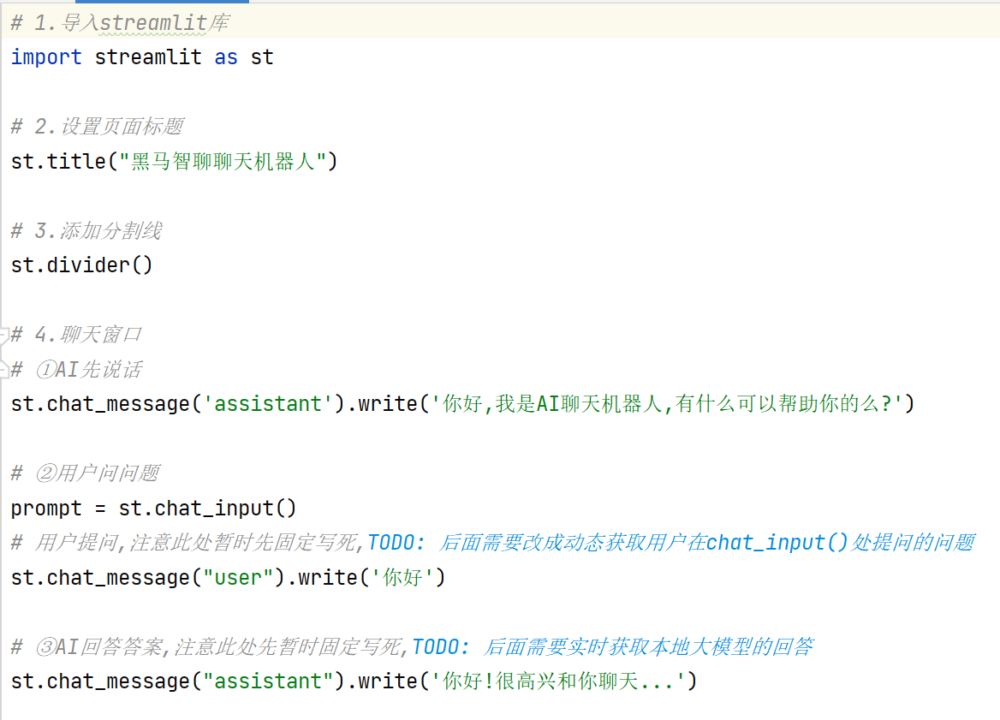 # 1.导入streamlit库
import streamlit as st
# 2.设置页面标题
st.title("黑马智聊聊天机器人")
# 3.添加分割线
st.divider()
# 4.聊天窗口
# ①AI先说话
st.chat_message('assistant').write('你好,我是AI聊天机器人,有什么可以帮助你的么?')
# ②用户问问题
prompt = st.chat_input()
# 用户提问,注意此处暂时先固定写死,TODO: 后面需要改成动态获取用户在chat_input()处提问的问题
st.chat_message("user").write('你好')
# ③AI回答答案,注意此处先暂时固定写死,TODO: 后面需要实时获取本地大模型的回答
st.chat_message("assistant").write('你好!很高兴和你聊天...')